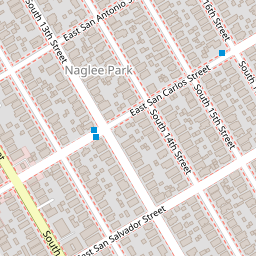 South 13th Street
East San Antonio S
16th Street
Naglee Park
East San Carlos Street
South 14th Street
South 15th Street
East San Salvador Street
South